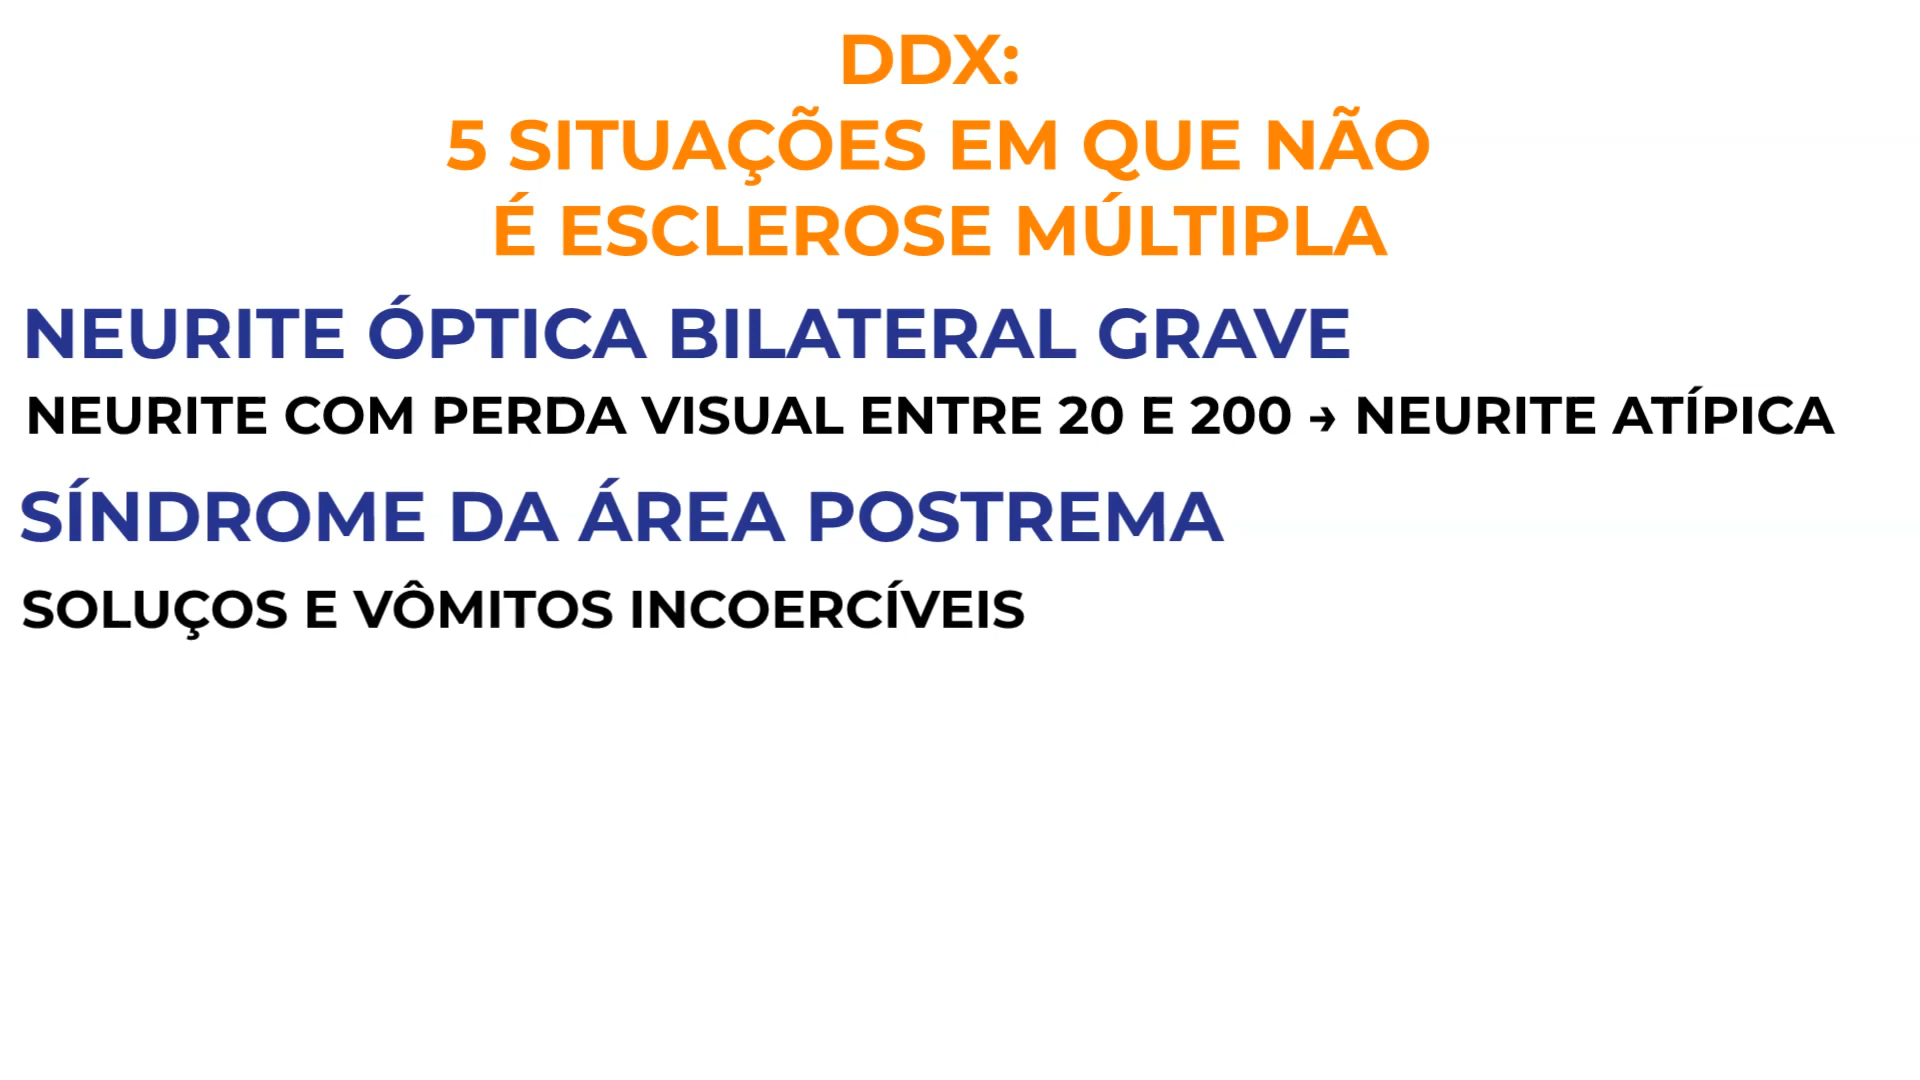 DDX:
5 SITUAÇÕES EM QUE NÃO
É ESCLEROSE MÚLTIPLA
NEURITE ÓPTICA BILATERAL GRAVE
NEURITE COM PERDA VISUAL ENTRE 20 E 200 → NEURITE ATÍPICA
SÍNDROME DA ÁREA POSTREMA
SOLUÇOS E VÔMITOS INCOERCÍVEIS